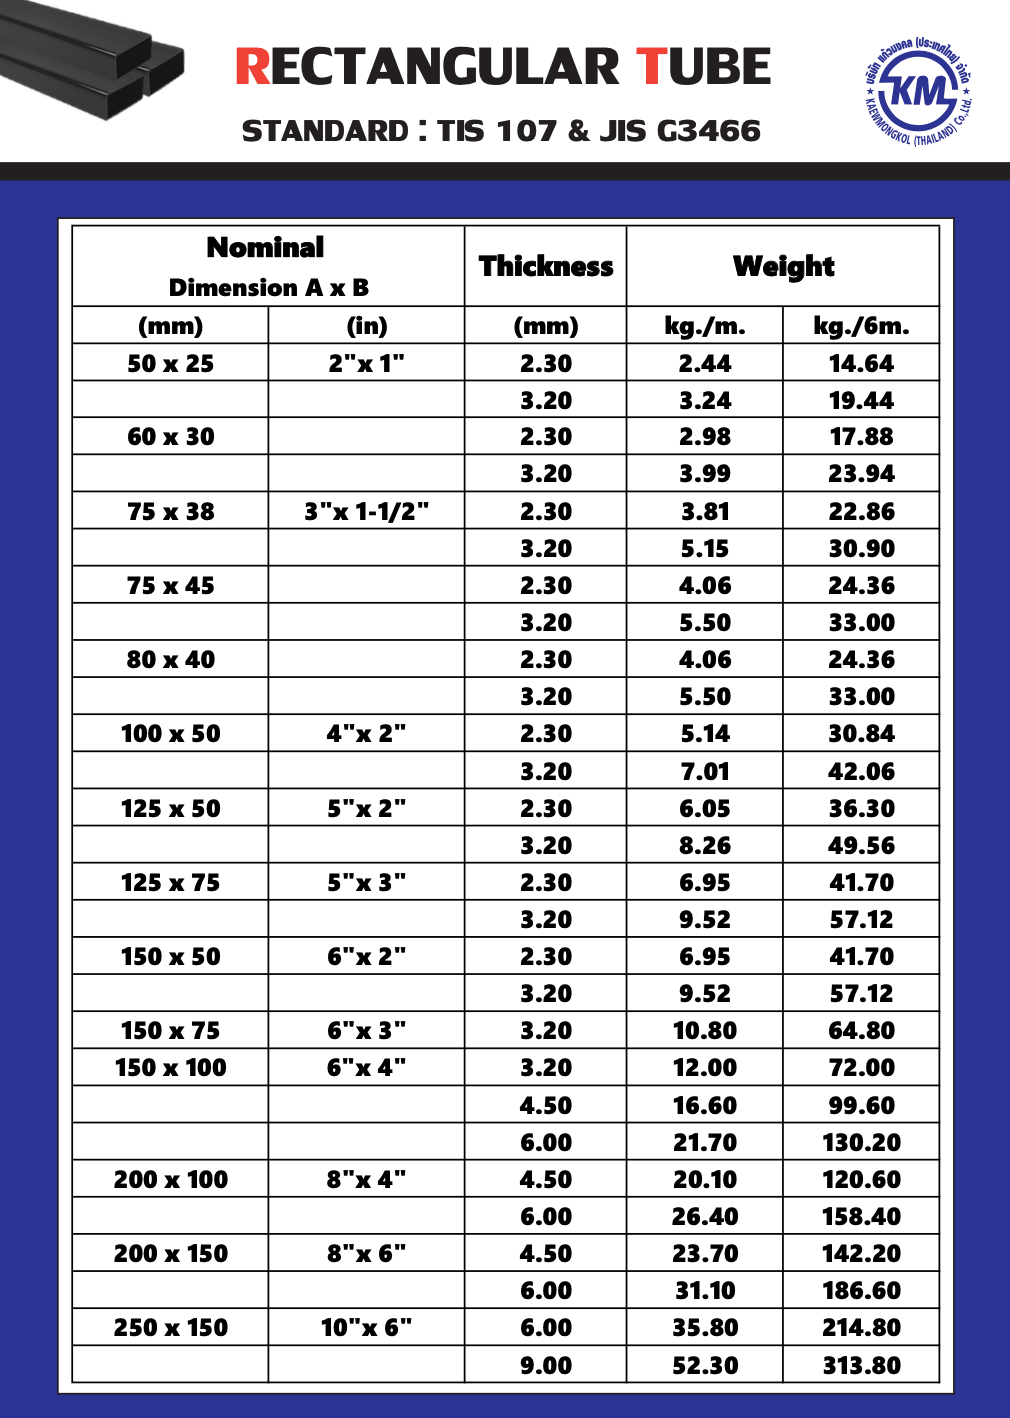 RECTANGULAR TUBE
STANDARD : TIS 107 & JIS G3466
บริษัท แก้วมงคล (ประเทศไทย) จำกัด
KM
KAEWMONGKOL (THAILAND) Co.,Ltd.
Nominal Dimension A x B Thickness Weight
(mm) (in) (mm) kg./m. kg./6m.
50 x 25 2"x 1" 2.30 2.44 14.64
3.20 3.24 19.44
60 x 30 2.30 2.98 17.88
3.20 3.99 23.94
75 x 38 3"x 1-1/2" 2.30 3.81 22.86
3.20 5.15 30.90
75 x 45 2.30 4.06 24.36
3.20 5.50 33.00
80 x 40 2.30 4.06 24.36
3.20 5.50 33.00
100 x 50 4"x 2" 2.30 5.14 30.84
3.20 7.01 42.06
125 x 50 5"x 2" 2.30 6.05 36.30
3.20 8.26 49.56
125 x 75 5"x 3" 2.30 6.95 41.70
3.20 9.52 57.12
150 x 50 6"x 2" 2.30 6.95 41.70
3.20 9.52 57.12
150 x 75 6"x 3" 3.20 10.80 64.80
150 x 100 6"x 4" 3.20 12.00 72.00
4.50 16.60 99.60
6.00 21.70 130.20
200 x 100 8"x 4" 4.50 20.10 120.60
6.00 26.40 158.40
200 x 150 8"x 6" 4.50 23.70 142.20
6.00 31.10 186.60
250 x 150 10"x 6" 6.00 35.80 214.80
9.00 52.30 313.80